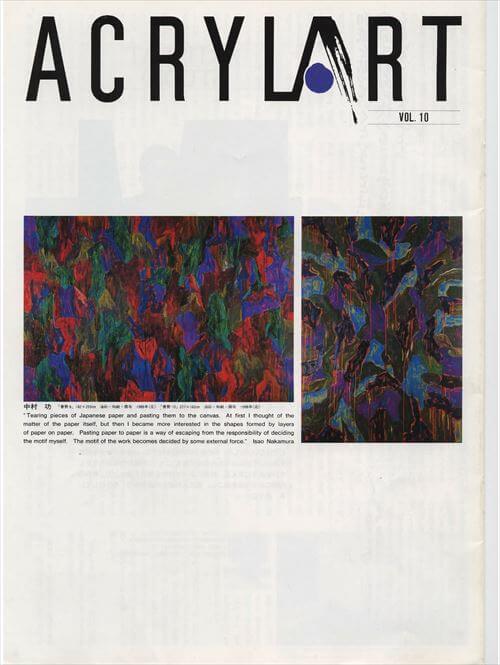 ACRYLART
VOL. 10
中村 功
"Tearing pieces of Japanese paper and pasting them to the canvas. At first I thought of the
matter of the paper itself, but then I became more interested in the shapes formed by layers
of paper on paper. Pasting paper to paper is a way of escaping from the responsibility of deciding
the motif myself. The motif of the work becomes decided by some external force." Isao Nakamura